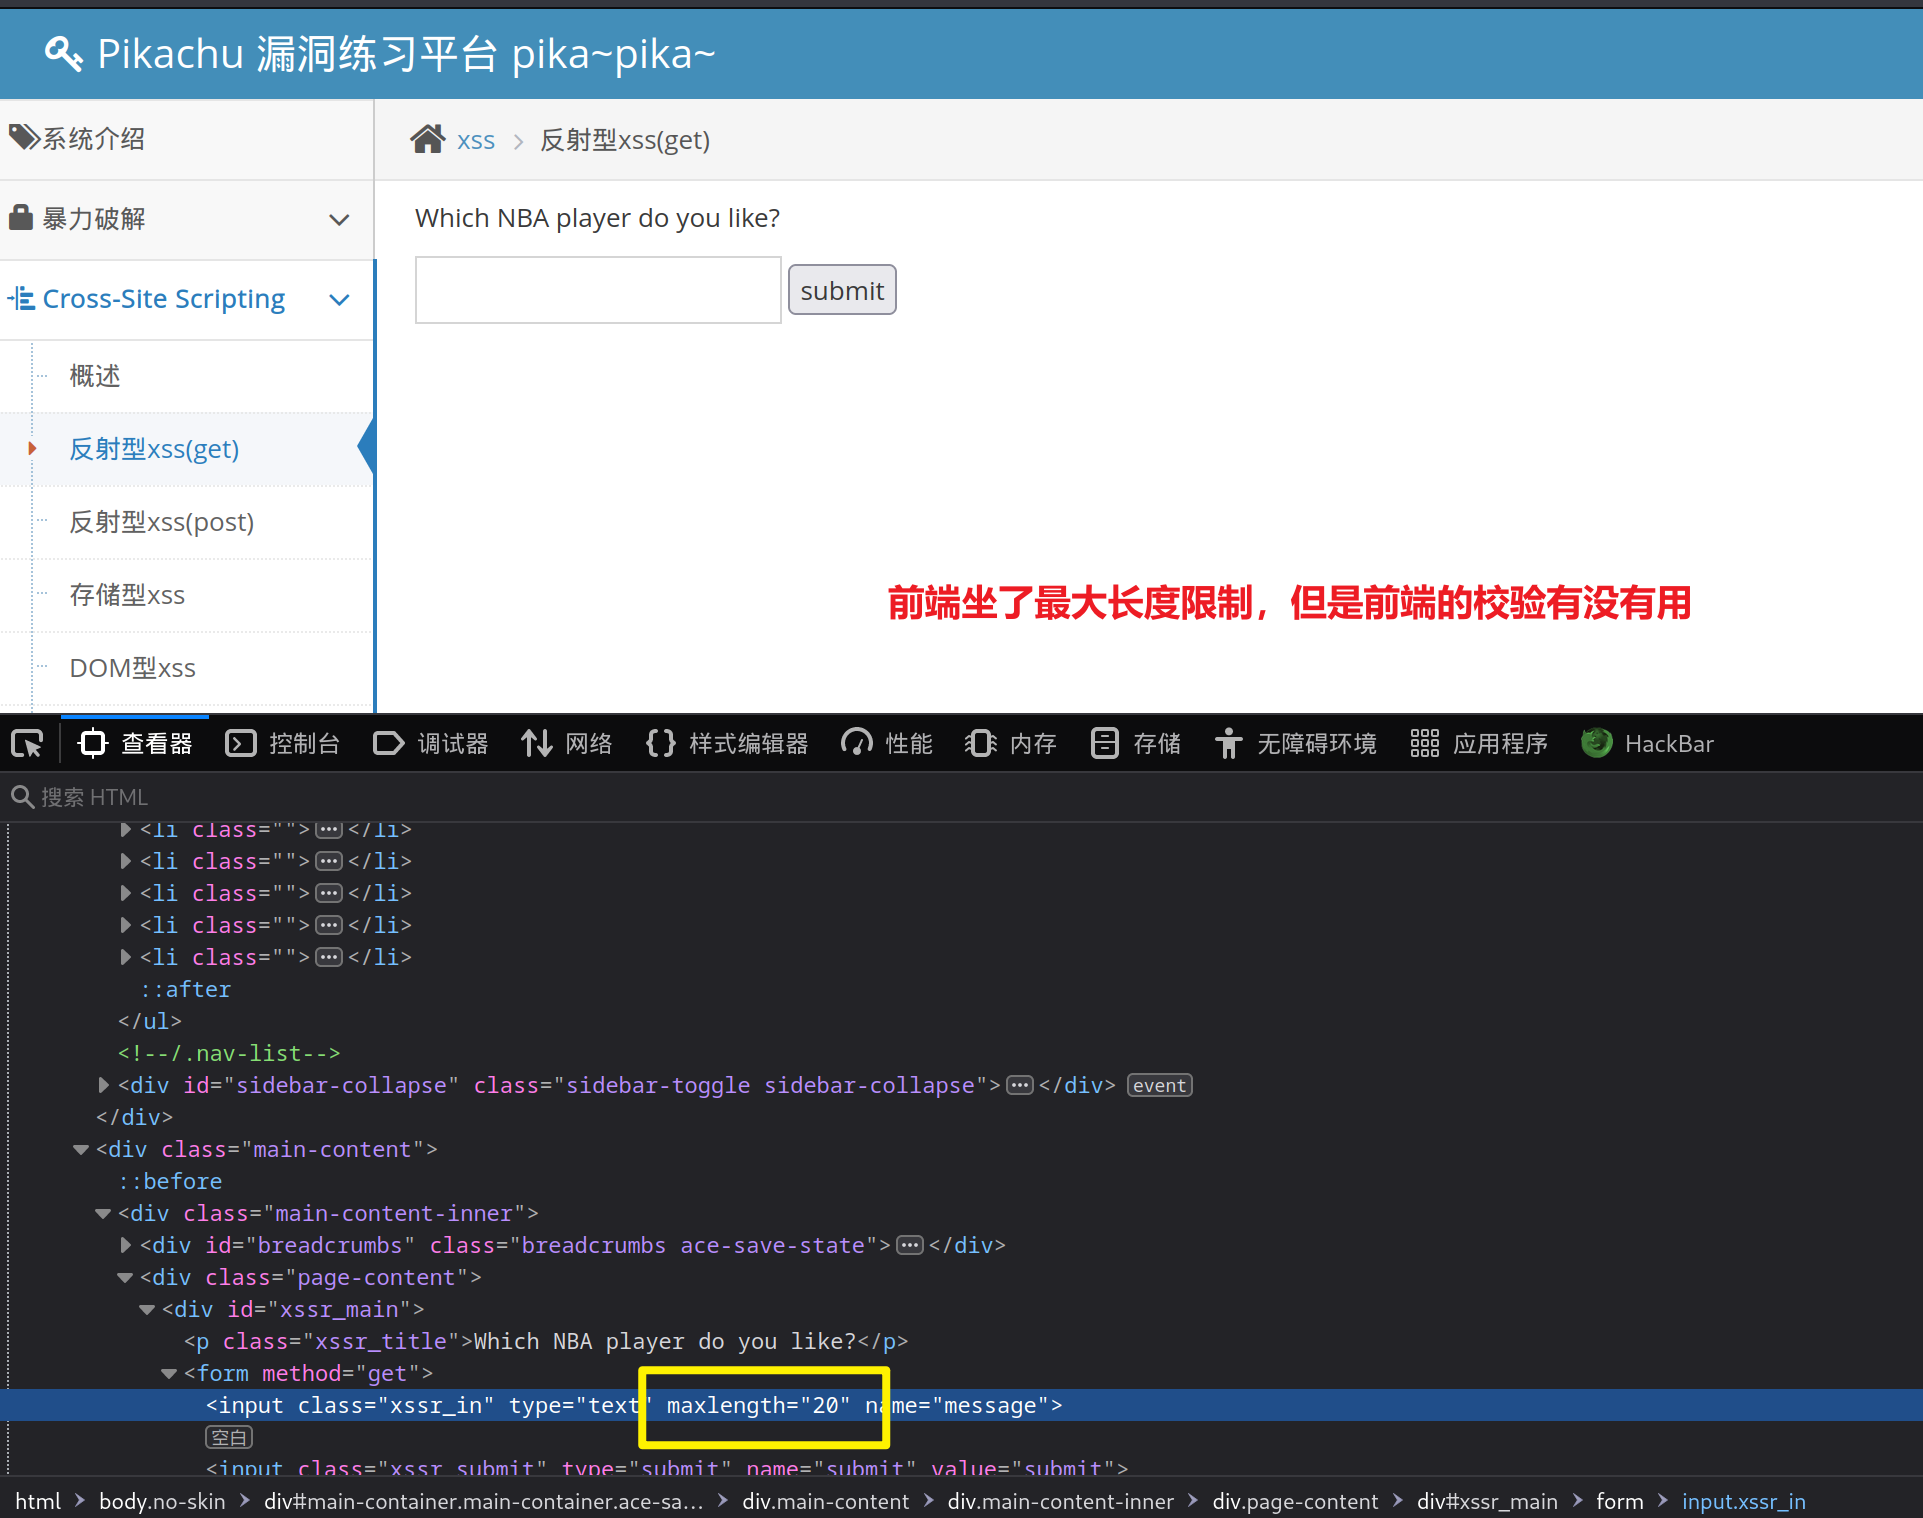 Pikachu 漏洞练习平台 pika~pika~
系统介绍
暴力破解
Cross-Site Scripting
概述
反射型xss(get)
反射型xss(post)
存储型xss
DOM型xss
xss > 反射型xss(get)
Which NBA player do you like?
submit
前端坐了最大长度限制，但是前端的校验有没有用
查看器 控制台 调试器 网络 样式编辑器 性能 内存 存储 无障碍环境 应用程序 HackBar
搜索 HTML
<li class="">···</li>
<li class="">···</li>
<li class="">···</li>
<li class="">···</li>
<li class="">···</li>
::after
</ul>
<!--/.nav-list-->
<div id="sidebar-collapse" class="sidebar-toggle sidebar-collapse">···</div> event
</div>
<div class="main-content">
::before
<div class="main-content-inner">
<div id="breadcrumbs" class="breadcrumbs ace-save-state">···</div>
<div class="page-content">
<div id="xssr_main">
<p class="xssr_title">Which NBA player do you like?</p>
<form method="get">
<input class="xssr_in" type="text" maxlength="20" name="message">
空白
<input class="xssr_submit" type="submit" name="submit" value="submit">
html > body.no-skin > div#main-container.main-container.ace-sa… > div.main-content > div.main-content-inner > div.page-content > div#xssr_main > form > input.xssr_in